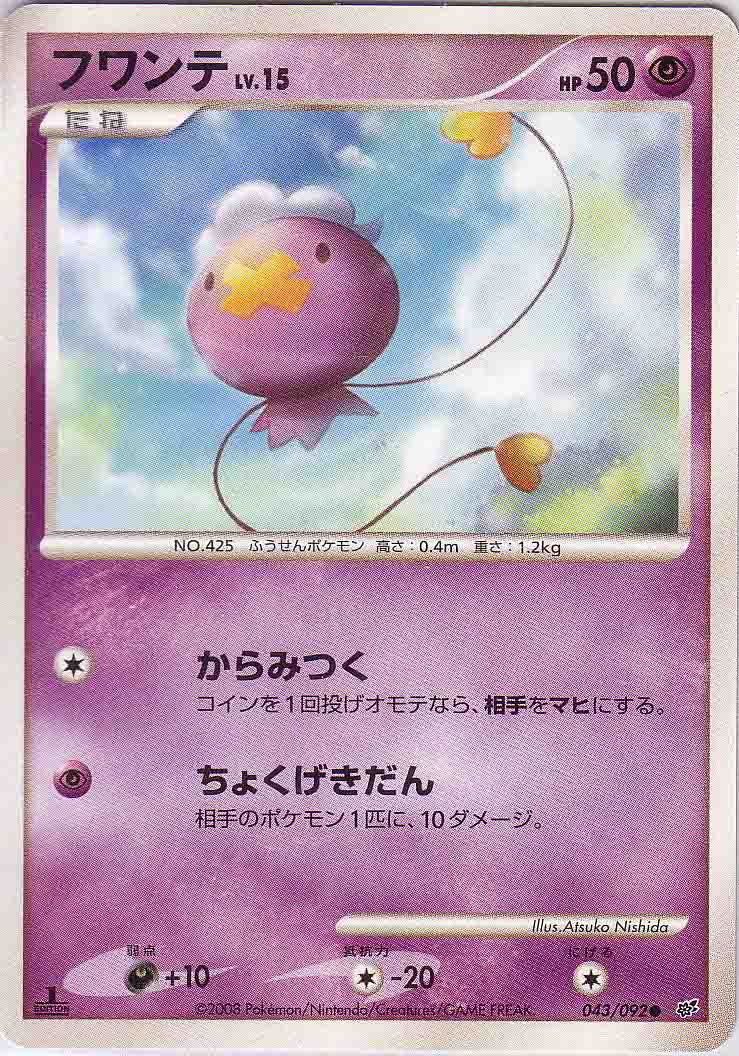 フワンテ LV.15 HP 50
たね
NO.425 ふうせんポケモン 高さ:0.4m 重さ:1.2kg
からみつく
コインを1回投げオモテなら、相手をマヒにする。
ちょくげきだん
相手のポケモン1匹に、10ダメージ。
Illus.Atsuko Nishida
弱点 抵抗力 にげる
+10 -20
1 EDITION
©2008 Pokémon/Nintendo/Creatures/GAME FREAK. 043/092